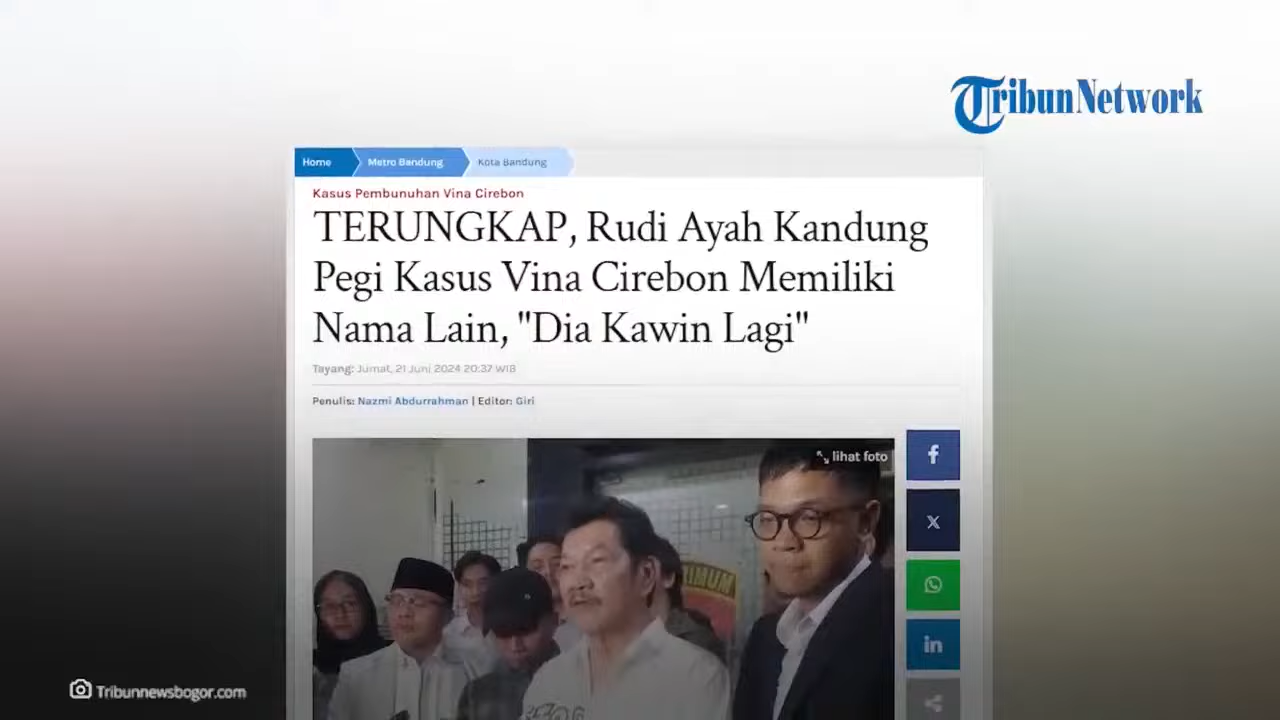 TribunNetwork
Home Metro Bandung Kota Bandung
Kasus Pembunuhan Vina Cirebon
TERUNGKAP, Rudi Ayah Kandung
Pegi Kasus Vina Cirebon Memiliki
Nama Lain, "Dia Kawin Lagi"
Tayang: Jumat, 21 Juni 2024 20:37 WIB
Penulis: Nazmi Abdurrahman | Editor: Giri
lihat foto
Tribunnewsbogor.com